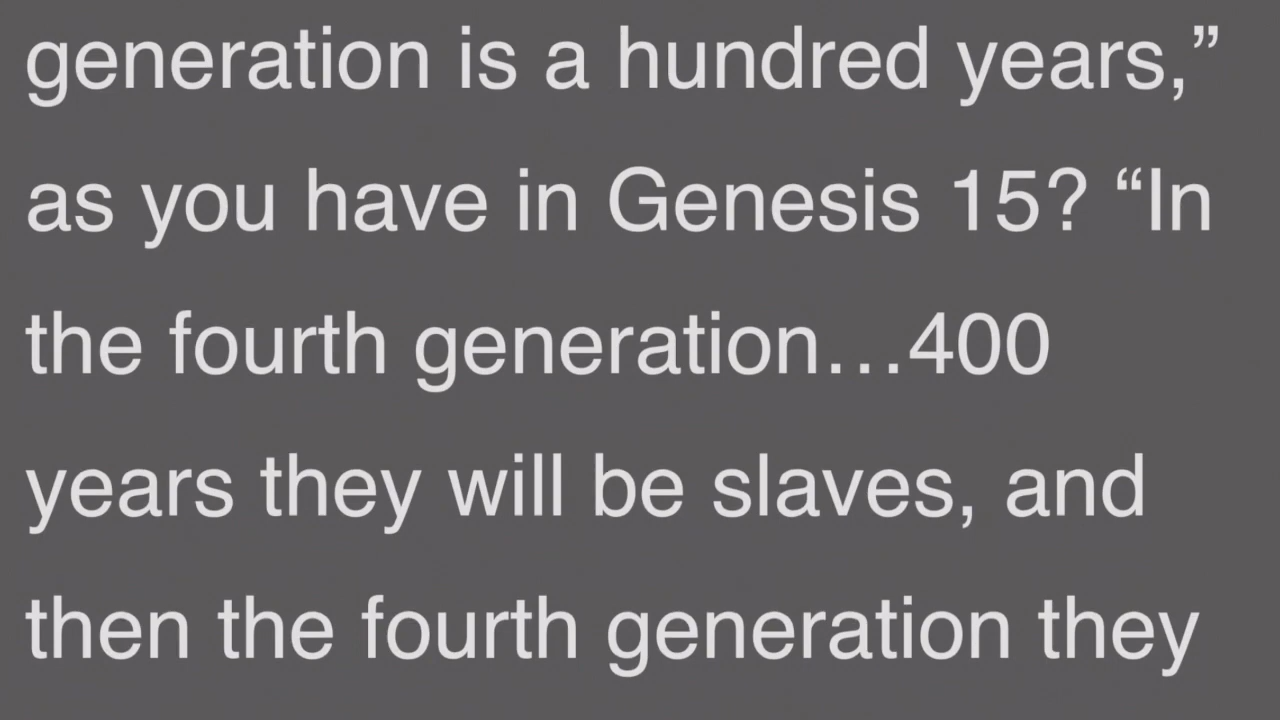 generation is a hundred years,”
as you have in Genesis 15? “In
the fourth generation…400
years they will be slaves, and
then the fourth generation they